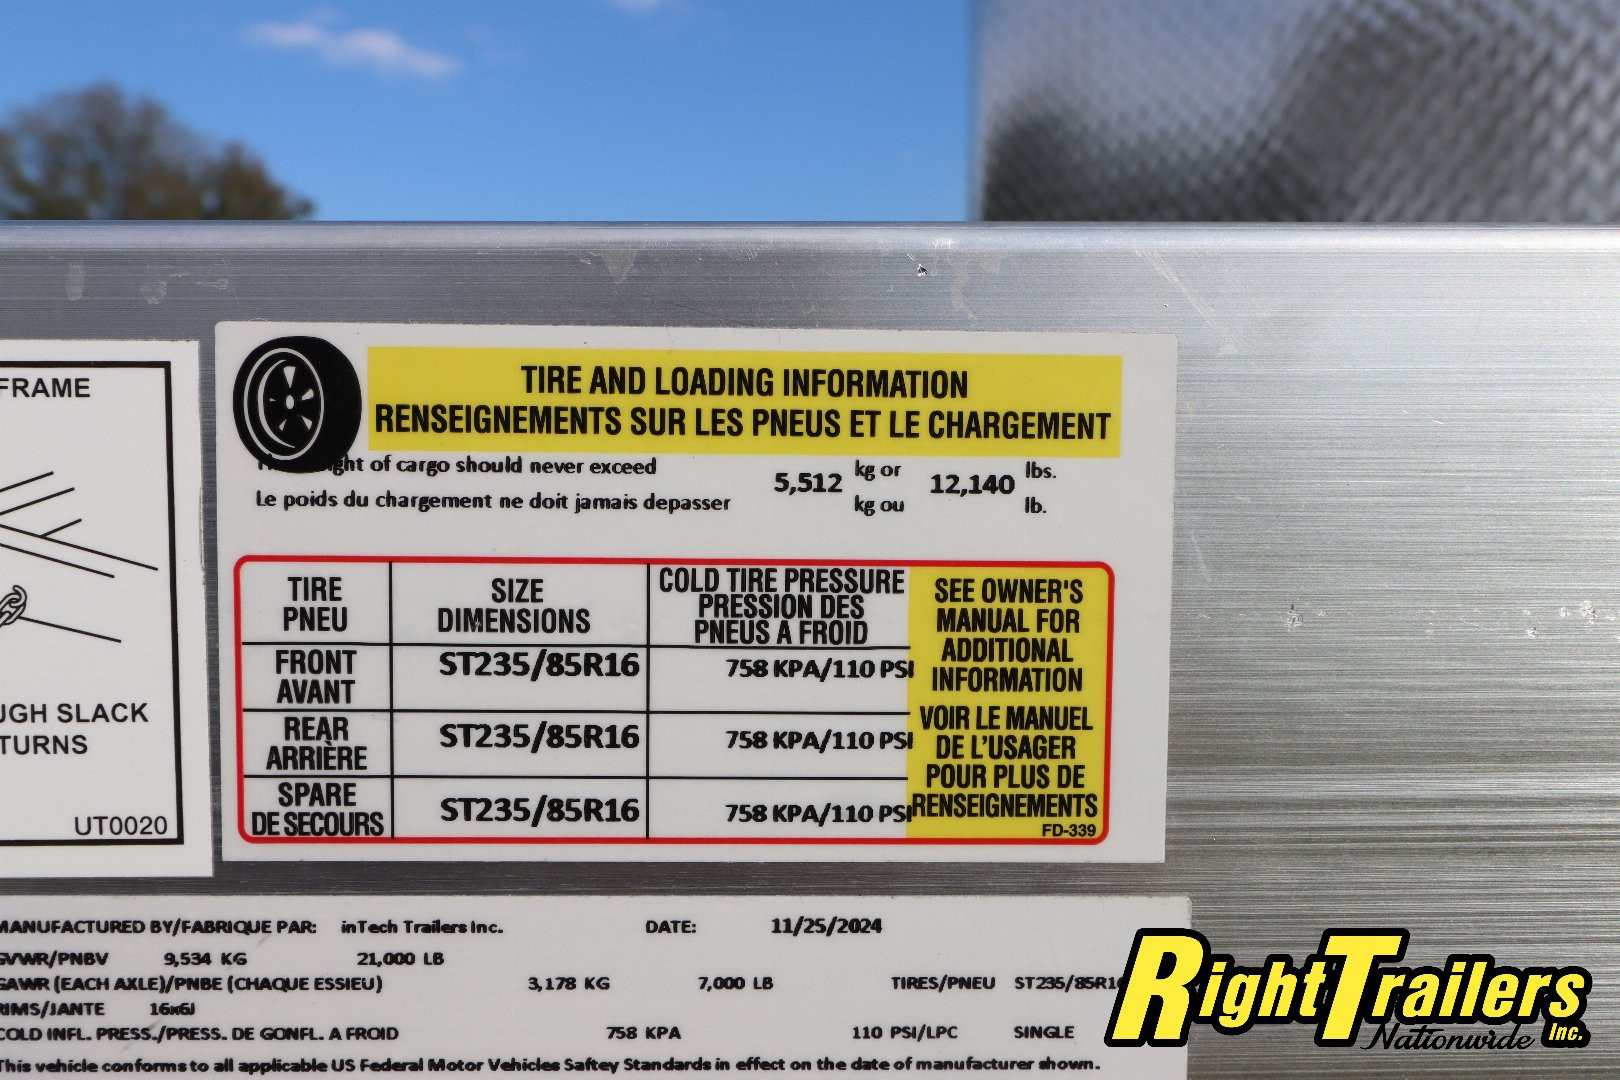 FRAME
UGH SLACK
TURNS
UT0020
TIRE AND LOADING INFORMATION
RENSEIGNEMENTS SUR LES PNEUS ET LE CHARGEMENT
ght of cargo should never exceed
Le poids du chargement ne doit jamais depasser
5,512 kg or 12,140 lbs.
kg ou lb.
TIRE
PNEU
SIZE
DIMENSIONS
COLD TIRE PRESSURE
PRESSION DES
PNEUS A FROID
FRONT
AVANT
ST235/85R16
758 KPA/110 PSI
REAR
ARRIÈRE
ST235/85R16
758 KPA/110 PSI
SPARE
DE SECOURS
ST235/85R16
758 KPA/110 PSI
SEE OWNER'S
MANUAL FOR
ADDITIONAL
INFORMATION
VOIR LE MANUEL
DE L'USAGER
POUR PLUS DE
RENSEIGNEMENTS
FD-339
MANUFACTURED BY/FABRIQUE PAR: inTech Trailers Inc. DATE: 11/25/2024
GVWR/PNBV 9,534 KG 21,000 LB
GAWR (EACH AXLE)/PNBE (CHAQUE ESSIEU) 3,178 KG 7,000 LB TIRES/PNEU ST235/85R16
RIMS/JANTE 16x6J
COLD INFL. PRESS./PRESS. DE GONFL. A FROID 758 KPA 110 PSI/LPC SINGLE
This vehicle conforms to all applicable US Federal Motor Vehicles Saftey Standards in effect on the date of manufacturer shown.
RightTrailers
Nationwide Inc.